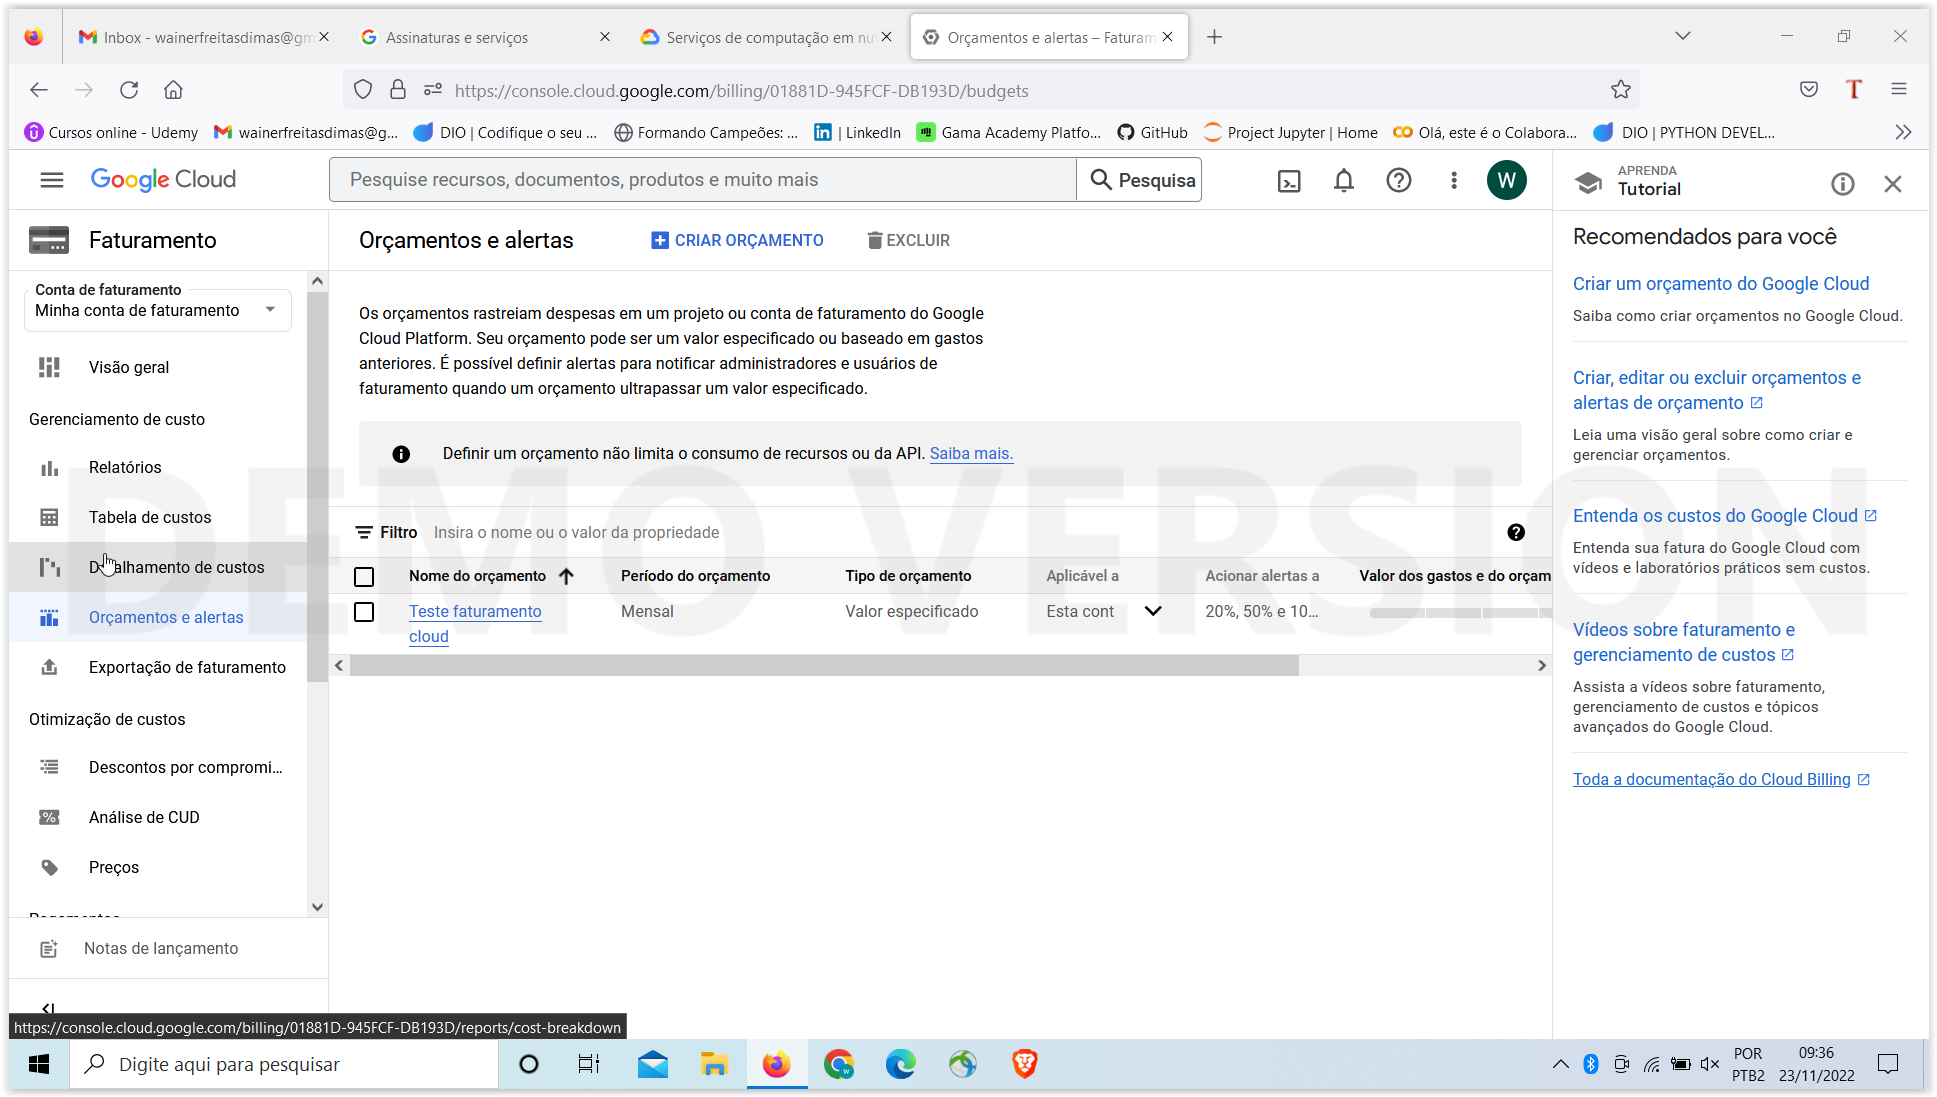 Inbox - wainerfreitasdimas@gm
Assinaturas e serviços
Serviços de computação em nuv
Orçamentos e alertas – Faturam
https://console.cloud.google.com/billing/01881D-945FCF-DB193D/budgets
Cursos online - Udemy
wainerfreitasdimas@g...
DIO | Codifique o seu ...
Formando Campeões: ...
| LinkedIn
Gama Academy Platfo...
GitHub
Project Jupyter | Home
Olá, este é o Colabora...
DIO | PYTHON DEVEL...
Google Cloud
Pesquise recursos, documentos, produtos e muito mais
Pesquisa
W
APRENDA
Tutorial
Faturamento
Conta de faturamento
Minha conta de faturamento
Visão geral
Gerenciamento de custo
Relatórios
Tabela de custos
Detalhamento de custos
Orçamentos e alertas
Exportação de faturamento
Otimização de custos
Descontos por compromi...
Análise de CUD
Preços
Notas de lançamento
Orçamentos e alertas
CRIAR ORÇAMENTO
EXCLUIR
Os orçamentos rastreiam despesas em um projeto ou conta de faturamento do Google
Cloud Platform. Seu orçamento pode ser um valor especificado ou baseado em gastos
anteriores. É possível definir alertas para notificar administradores e usuários de
faturamento quando um orçamento ultrapassar um valor especificado.
Definir um orçamento não limita o consumo de recursos ou da API. Saiba mais.
Filtro Insira o nome ou o valor da propriedade
Nome do orçamento Período do orçamento Tipo de orçamento Aplicável a Acionar alertas a Valor dos gastos e do orçam
Teste faturamento Mensal Valor especificado Esta cont 20%, 50% e 10...
cloud
Recomendados para você
Criar um orçamento do Google Cloud
Saiba como criar orçamentos no Google Cloud.
Criar, editar ou excluir orçamentos e
alertas de orçamento
Leia uma visão geral sobre como criar e
gerenciar orçamentos.
Entenda os custos do Google Cloud
Entenda sua fatura do Google Cloud com
vídeos e laboratórios práticos sem custos.
Vídeos sobre faturamento e
gerenciamento de custos
Assista a vídeos sobre faturamento,
gerenciamento de custos e tópicos
avançados do Google Cloud.
Toda a documentação do Cloud Billing
DEMO VERSION
https://console.cloud.google.com/billing/01881D-945FCF-DB193D/reports/cost-breakdown
Digite aqui para pesquisar
POR
PTB2
09:36
23/11/2022